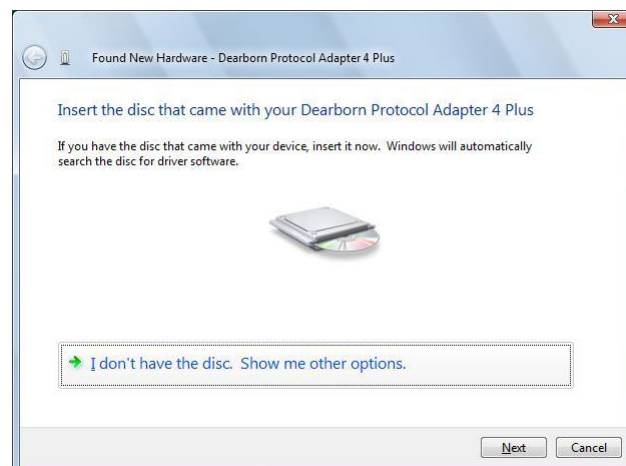 Found New Hardware - Dearborn Protocol Adapter 4 Plus
Insert the disc that came with your Dearborn Protocol Adapter 4 Plus
If you have the disc that came with your device, insert it now.  Windows will automatically
search the disc for driver software.
I don't have the disc.  Show me other options.
Next Cancel